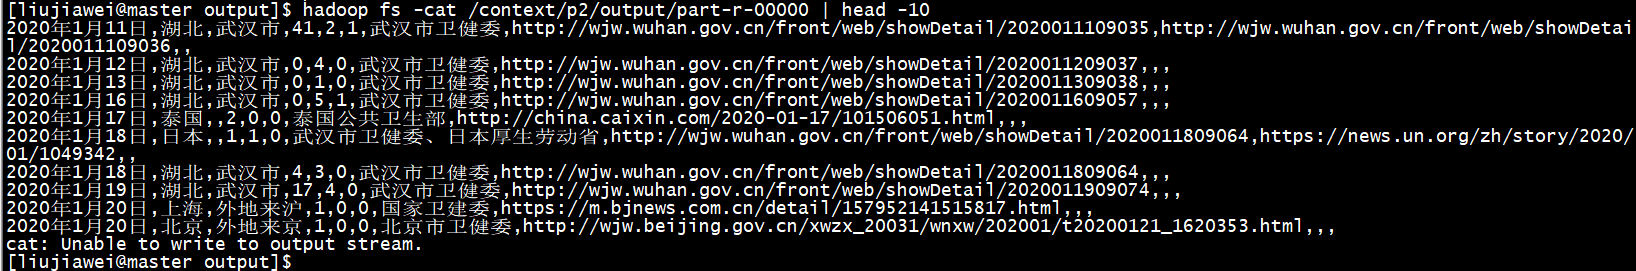 [liujiawei@master output]$ hadoop fs -cat /context/p2/output/part-r-00000 | head -10
2020年1月11日,湖北,武汉市,41,2,1,武汉市卫健委,http://wjw.wuhan.gov.cn/front/web/showDetail/2020011109035,http://wjw.wuhan.gov.cn/front/web/showDetai
l/2020011109036,,
2020年1月12日,湖北,武汉市,0,4,0,武汉市卫健委,http://wjw.wuhan.gov.cn/front/web/showDetail/2020011209037,,,
2020年1月13日,湖北,武汉市,0,1,0,武汉市卫健委,http://wjw.wuhan.gov.cn/front/web/showDetail/2020011309038,,,
2020年1月16日,湖北,武汉市,0,5,1,武汉市卫健委,http://wjw.wuhan.gov.cn/front/web/showDetail/2020011609057,,,
2020年1月17日,泰国,,2,0,0,泰国公共卫生部,http://china.caixin.com/2020-01-17/101506051.html,,,
2020年1月18日,日本,,1,1,0,武汉市卫健委、日本厚生劳动省,http://wjw.wuhan.gov.cn/front/web/showDetail/2020011809064,https://news.un.org/zh/story/2020/
01/1049342,,
2020年1月18日,湖北,武汉市,4,3,0,武汉市卫健委,http://wjw.wuhan.gov.cn/front/web/showDetail/2020011809064,,,
2020年1月19日,湖北,武汉市,17,4,0,武汉市卫健委,http://wjw.wuhan.gov.cn/front/web/showDetail/2020011909074,,,
2020年1月20日,上海,外地来沪,1,0,0,国家卫建委,https://m.bjnews.com.cn/detail/157952141515817.html,,,
2020年1月20日,北京,外地来京,1,0,0,北京市卫健委,http://wjw.beijing.gov.cn/xwzx_20031/wnxw/202001/t20200121_1620353.html,,,
cat: Unable to write to output stream.
[liujiawei@master output]$